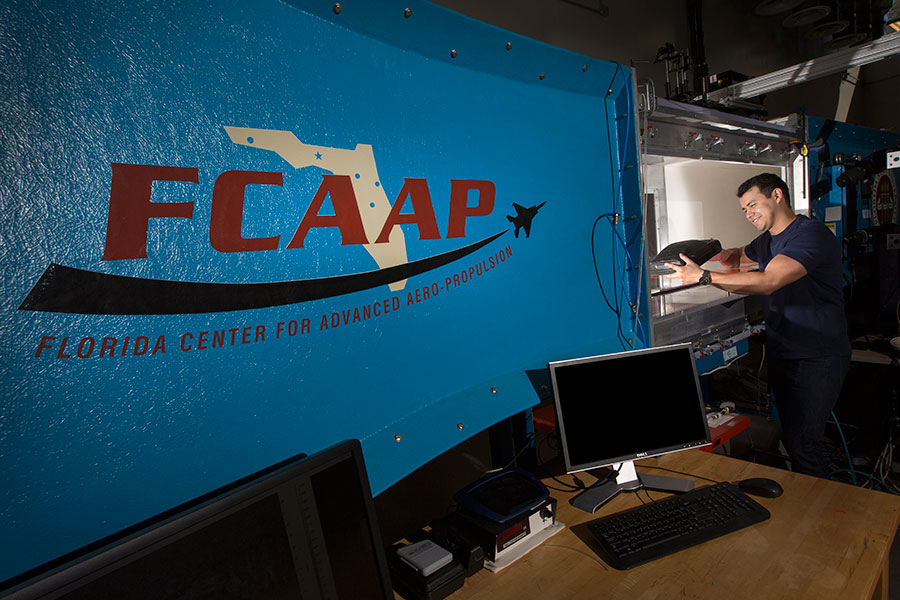 FCAAP
FLORIDA CENTER FOR ADVANCED AERO-PROPULSION
DELL